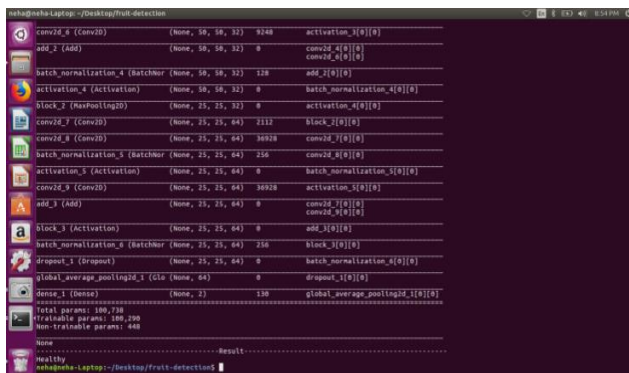 neha@neha-Laptop: ~/Desktop/fruit-detection
En
8:54 PM
conv2d_6 (Conv2D) (None, 50, 50, 32) 9248 activation_3[0][0]
add_2 (Add) (None, 50, 50, 32) 0 conv2d_4[0][0]
conv2d_6[0][0]
batch_normalization_4 (BatchNor (None, 50, 50, 32) 128 add_2[0][0]
activation_4 (Activation) (None, 50, 50, 32) 0 batch_normalization_4[0][0]
block_2 (MaxPooling2D) (None, 25, 25, 32) 0 activation_4[0][0]
conv2d_7 (Conv2D) (None, 25, 25, 64) 2112 block_2[0][0]
conv2d_8 (Conv2D) (None, 25, 25, 64) 36928 conv2d_7[0][0]
batch_normalization_5 (BatchNor (None, 25, 25, 64) 256 conv2d_8[0][0]
activation_5 (Activation) (None, 25, 25, 64) 0 batch_normalization_5[0][0]
conv2d_9 (Conv2D) (None, 25, 25, 64) 36928 activation_5[0][0]
add_3 (Add) (None, 25, 25, 64) 0 conv2d_7[0][0]
conv2d_9[0][0]
block_3 (Activation) (None, 25, 25, 64) 0 add_3[0][0]
batch_normalization_6 (BatchNor (None, 25, 25, 64) 256 block_3[0][0]
dropout_1 (Dropout) (None, 25, 25, 64) 0 batch_normalization_6[0][0]
global_average_pooling2d_1 (Glo (None, 64) 0 dropout_1[0][0]
dense_1 (Dense) (None, 2) 130 global_average_pooling2d_1[0][0]
Total params: 100,738
Trainable params: 100,290
Non-trainable params: 448
None
Result
Healthy
neha@neha-Laptop:~/Desktop/fruit-detection$